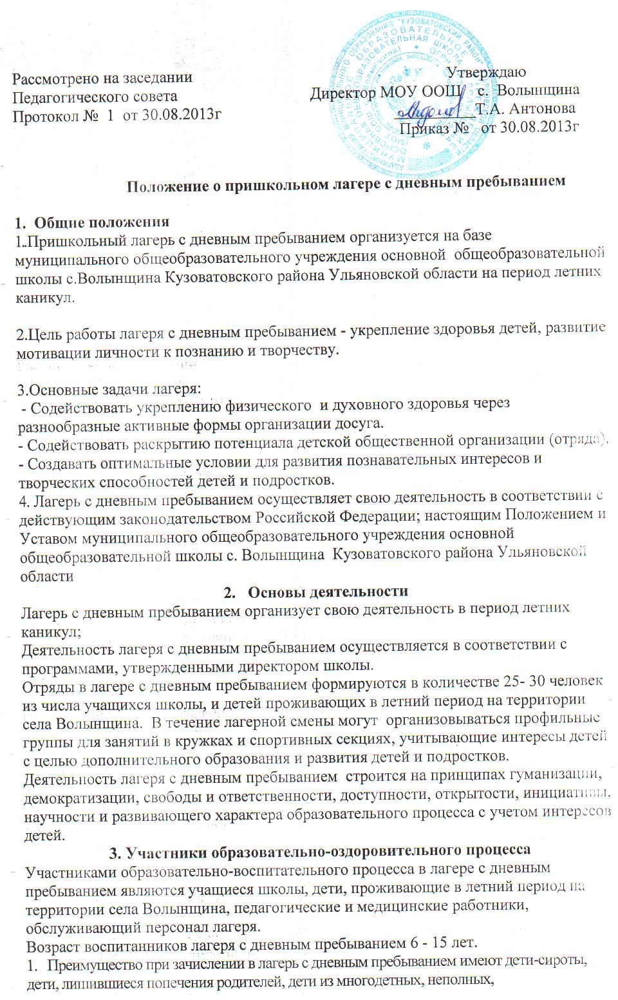 Рассмотрено на заседании
Педагогического совета
Протокол № 1 от 30.08.2013г
Утверждаю
Директор МОУ ООШ с. Волынщина
Т.А. Антонова
Приказ № от 30.08.2013г
Положение о пришкольном лагере с дневным пребыванием
1. Общие положения
1..Пришкольный лагерь с дневным пребыванием организуется на базе
муниципального общеобразовательного учреждения основной общеобразовательной
школы с.Волынщина Кузоватовского района Ульяновской области на период летних
каникул.
2.Цель работы лагеря с дневным пребыванием - укрепление здоровья детей, развитие
мотивации личности к познанию и творчеству.
3.Основные задачи лагеря:
- Содействовать укреплению физического и духовного здоровья через
разнообразные активные формы организации досуга.
- Содействовать раскрытию потенциала детской общественной организации (отряда).
- Создавать оптимальные условии для развития познавательных интересов и
творческих способностей детей и подростков.
4. Лагерь с дневным пребыванием осуществляет свою деятельность в соответствии с
действующим законодательством Российской Федерации; настоящим Положением и
Уставом муниципального общеобразовательного учреждения основной
общеобразовательной школы с. Волынщина Кузоватовского района Ульяновской
области
2. Основы деятельности
Лагерь с дневным пребыванием организует свою деятельность в период летних
каникул;
Деятельность лагеря с дневным пребыванием осуществляется в соответствии с
программами, утвержденными директором школы.
Отряды в лагере с дневным пребыванием формируются в количестве 25- 30 человек
из числа учащихся школы, и детей проживающих в летний период на территории
села Волынщина. В течение лагерной смены могут организовываться профильные
группы для занятий в кружках и спортивных секциях, учитывающие интересы детей
с целью дополнительного образования и развития детей и подростков.
Деятельность лагеря с дневным пребыванием строится на принципах гуманизации,
демократизации, свободы и ответственности, доступности, открытости, инициативы,
научности и развивающего характера образовательного процесса с учетом интересов
детей.
3. Участники образовательно-оздоровительного процесса
Участниками образовательно-воспитательного процесса в лагере с дневным
пребыванием являются учащиеся школы, дети, проживающие в летний период на
территории села Волынщина, педагогические и медицинские работники,
обслуживающий персонал лагеря.
Возраст воспитанников лагеря с дневным пребыванием 6 - 15 лет.
1. Преимущество при зачислении в лагерь с дневным пребыванием имеют дети-сироты,
дети, лишившиеся попечения родителей, дети из многодетных, неполных,